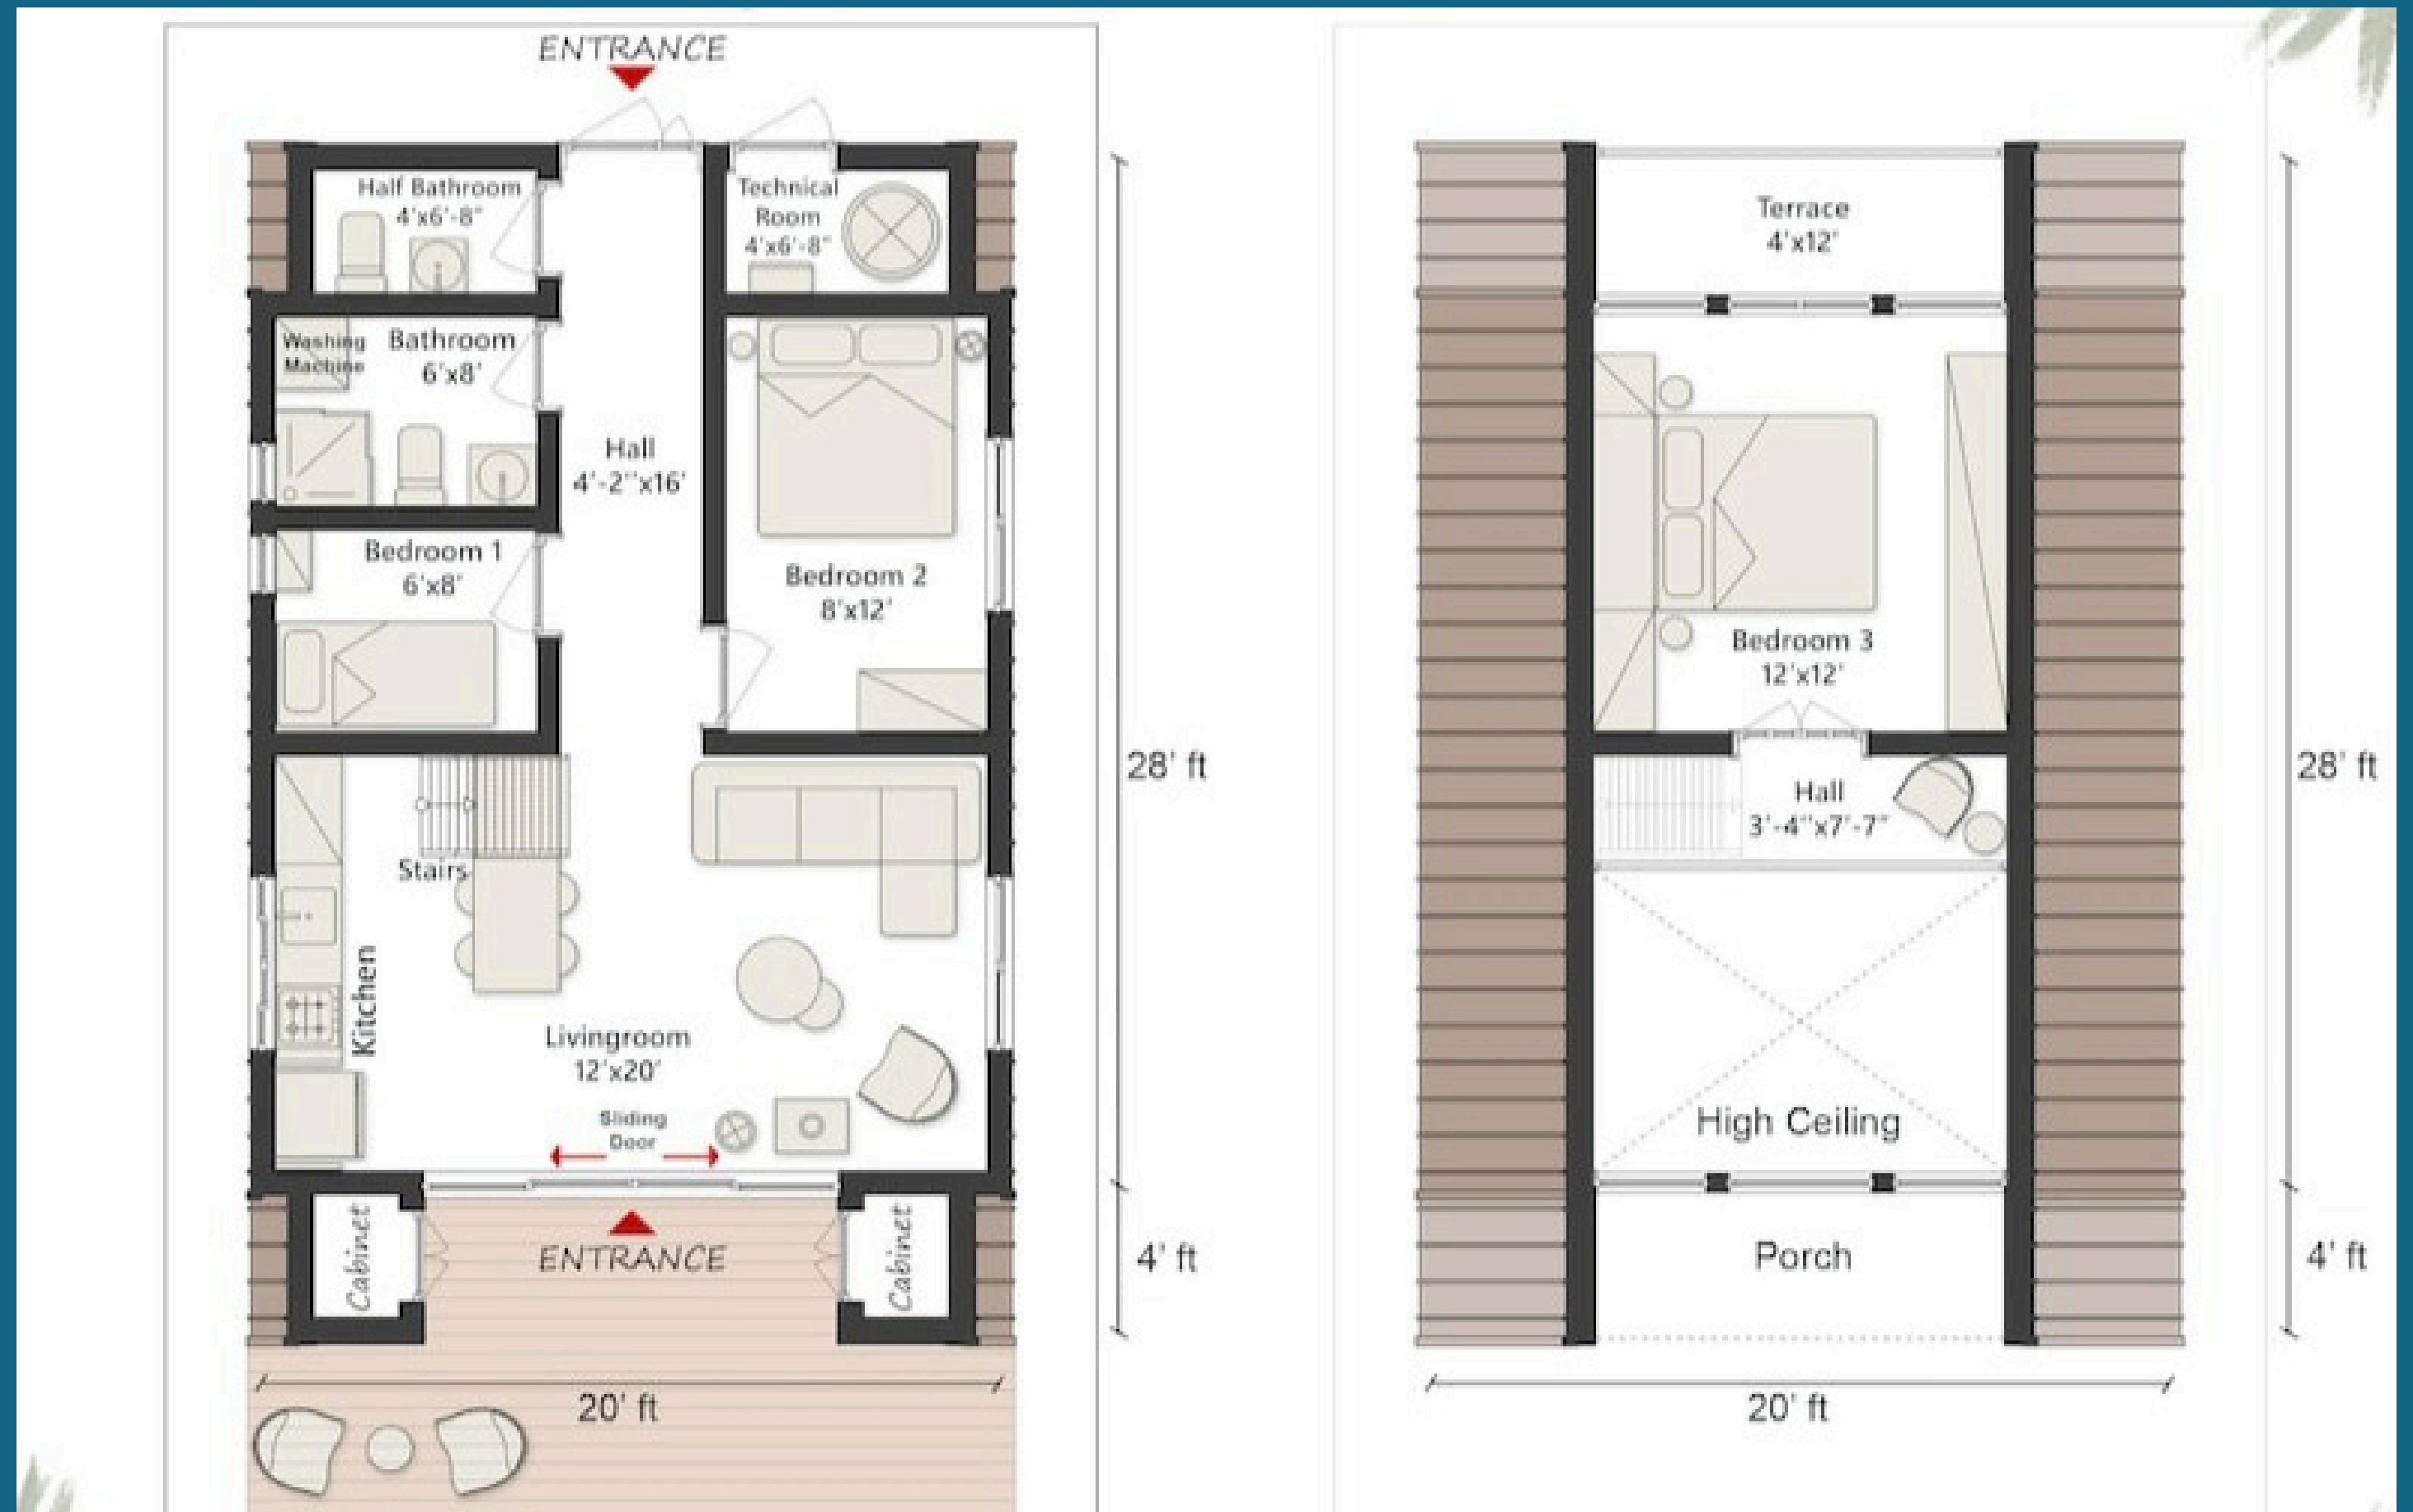 ENTRANCE
Half Bathroom
4'x6'-8"
Technical
Room
4'x6'-8"
Washing
Machine
Bathroom
6'x8'
Hall
4'-2''x16'
Bedroom 1
6'x8'
Bedroom 2
8'x12'
Stairs
Kitchen
Livingroom
12'x20'
Sliding
Door
Cabinet
ENTRANCE
Cabinet
28' ft
4' ft
20' ft
Terrace
4'x12'
Bedroom 3
12'x12'
Hall
3'-4''x7'-7"
High Ceiling
Porch
28' ft
4' ft
20' ft